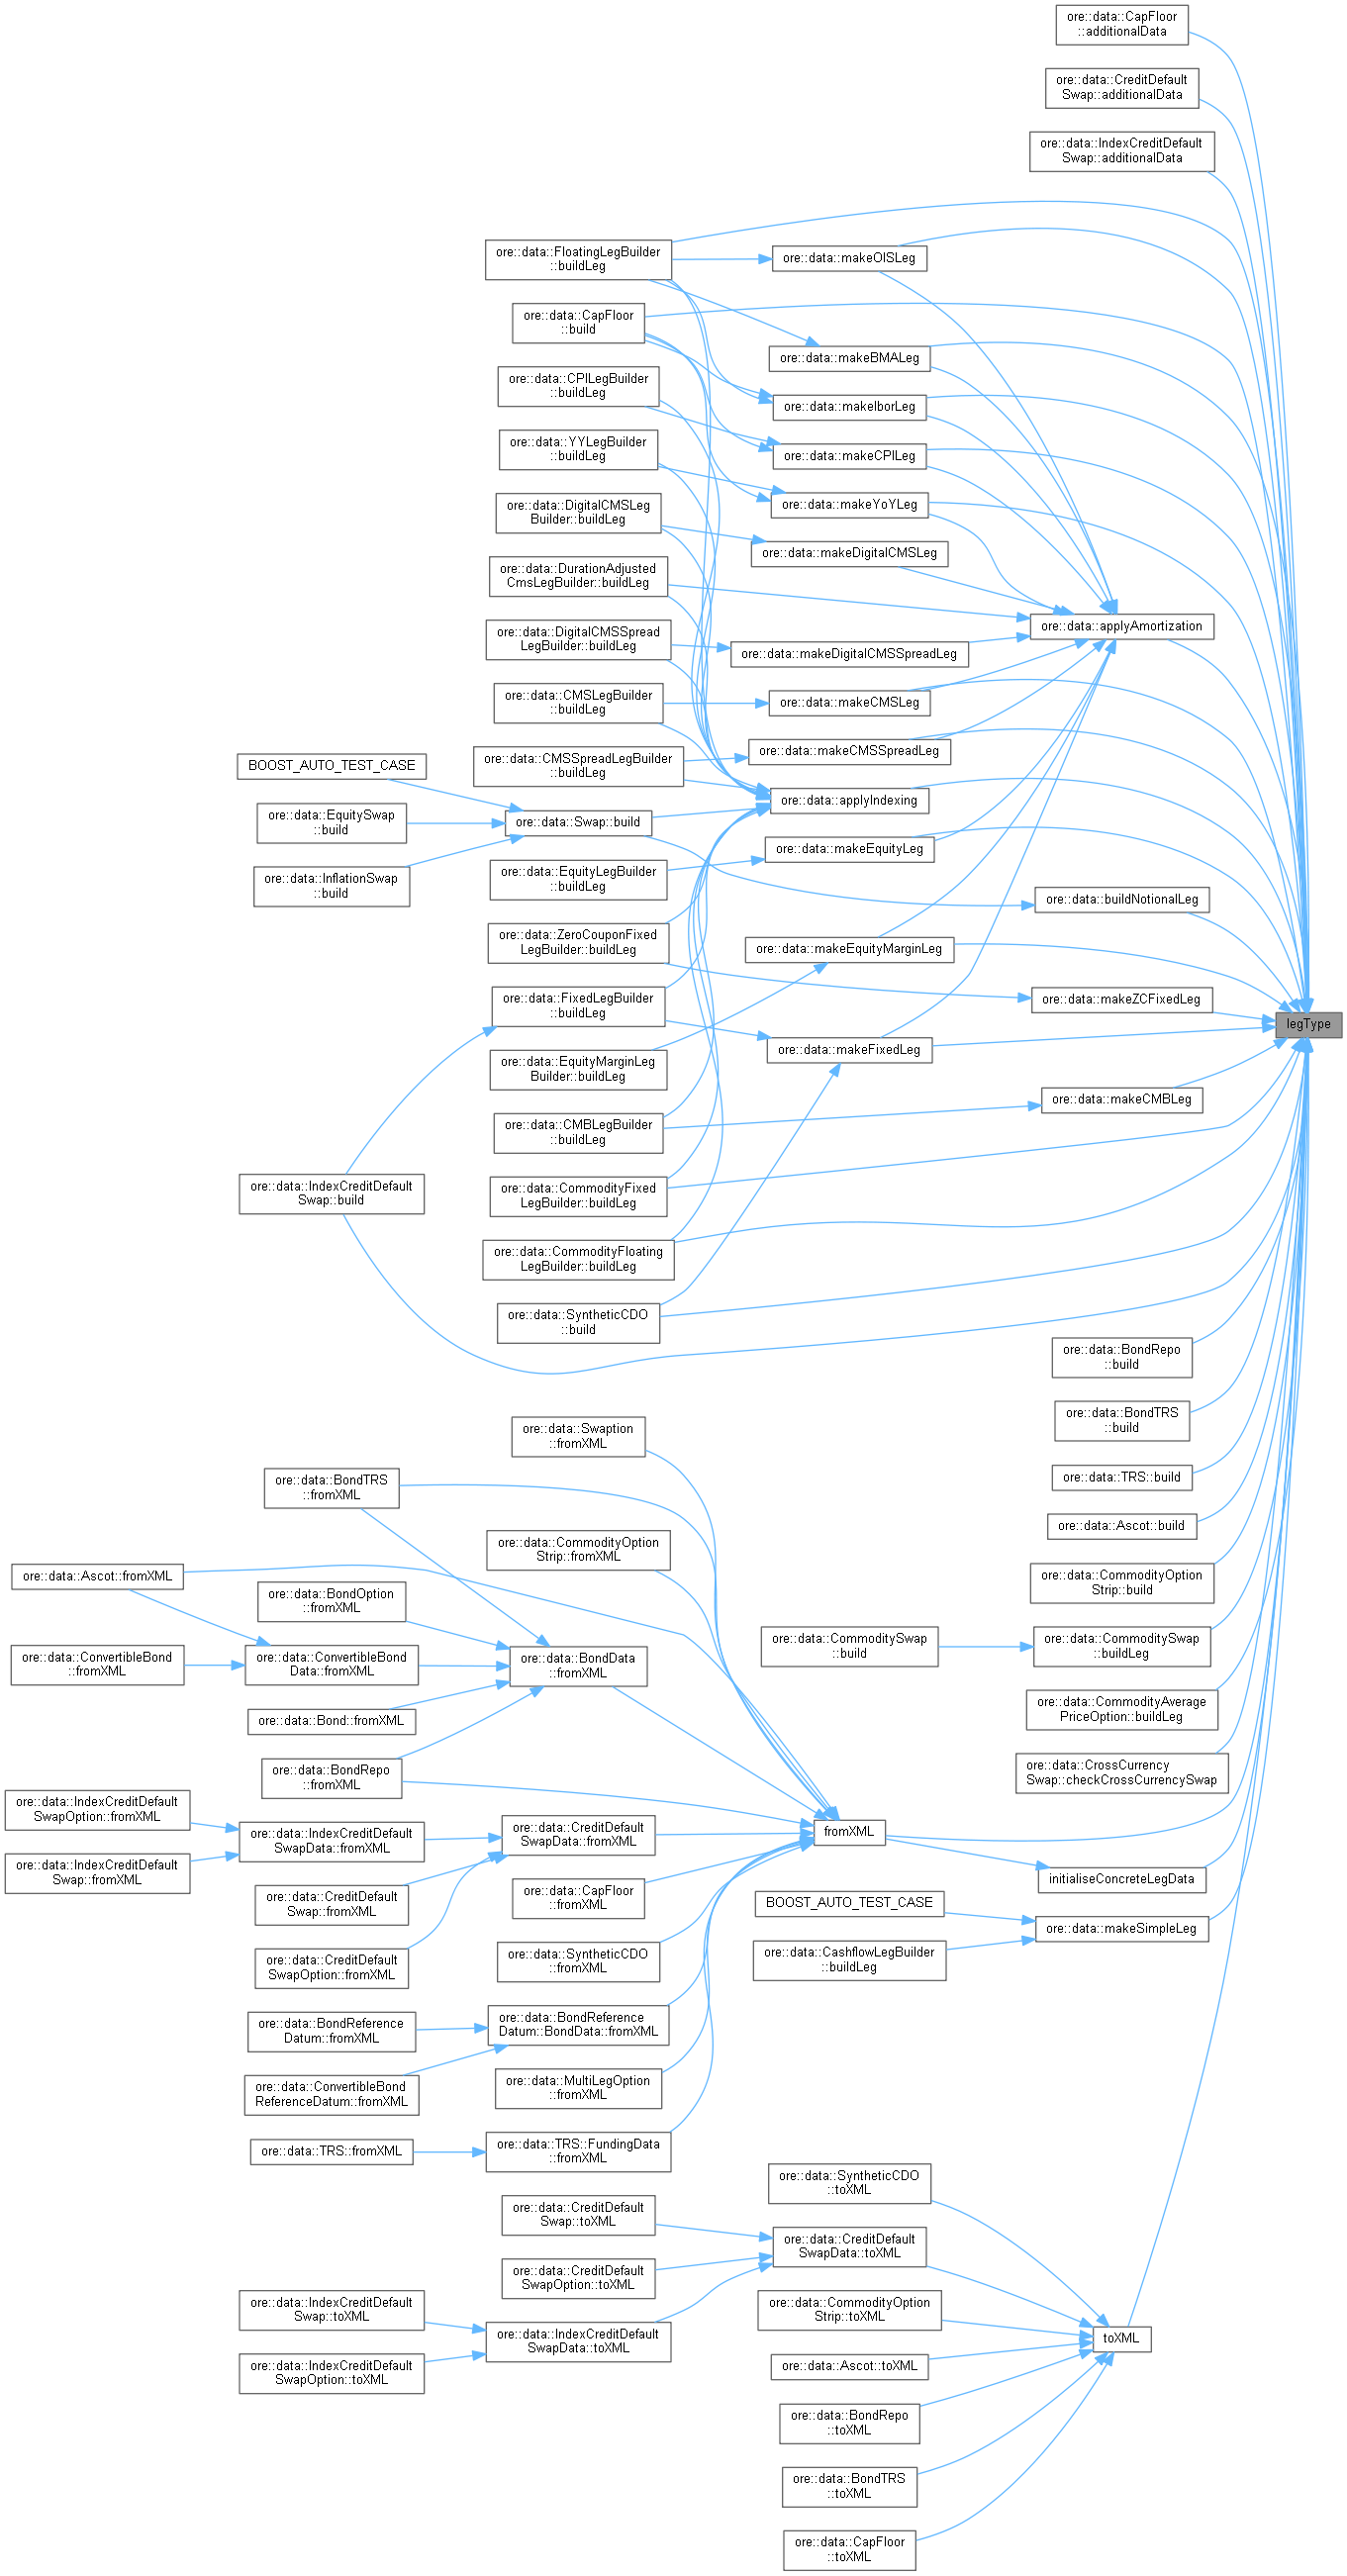 ore::data::CapFloor
::additionalData
ore::data::CreditDefault
Swap::additionalData
ore::data::IndexCreditDefault
Swap::additionalData
ore::data::FloatingLegBuilder
::buildLeg
ore::data::makeOISLeg
ore::data::CapFloor
::build
ore::data::makeBMALeg
ore::data::CPILegBuilder
::buildLeg
ore::data::makeIborLeg
ore::data::YYLegBuilder
::buildLeg
ore::data::makeCPILeg
ore::data::DigitalCMSLeg
Builder::buildLeg
ore::data::makeYoYLeg
ore::data::makeDigitalCMSLeg
ore::data::DurationAdjusted
CmsLegBuilder::buildLeg
ore::data::applyAmortization
ore::data::DigitalCMSSpread
LegBuilder::buildLeg
ore::data::makeDigitalCMSSpreadLeg
ore::data::CMSLegBuilder
::buildLeg
ore::data::makeCMSLeg
ore::data::CMSSpreadLegBuilder
::buildLeg
ore::data::makeCMSSpreadLeg
BOOST_AUTO_TEST_CASE
ore::data::applyIndexing
ore::data::EquitySwap
::build
ore::data::Swap::build
ore::data::makeEquityLeg
ore::data::InflationSwap
::build
ore::data::EquityLegBuilder
::buildLeg
ore::data::buildNotionalLeg
ore::data::ZeroCouponFixed
LegBuilder::buildLeg
ore::data::makeEquityMarginLeg
ore::data::FixedLegBuilder
::buildLeg
ore::data::makeZCFixedLeg
legType
ore::data::makeFixedLeg
ore::data::EquityMarginLeg
Builder::buildLeg
ore::data::makeCMBLeg
ore::data::CMBLegBuilder
::buildLeg
ore::data::IndexCreditDefault
Swap::build
ore::data::CommodityFixed
LegBuilder::buildLeg
ore::data::CommodityFloating
LegBuilder::buildLeg
ore::data::SyntheticCDO
::build
ore::data::BondRepo
::build
ore::data::BondTRS
::build
ore::data::Swaption
::fromXML
ore::data::TRS::build
ore::data::BondTRS
::fromXML
ore::data::Ascot::build
ore::data::CommodityOption
Strip::fromXML
ore::data::Ascot::fromXML
ore::data::CommodityOption
Strip::build
ore::data::BondOption
::fromXML
ore::data::CommoditySwap
::build
ore::data::CommoditySwap
::buildLeg
ore::data::ConvertibleBond
::fromXML
ore::data::ConvertibleBond
Data::fromXML
ore::data::BondData
::fromXML
ore::data::CommodityAverage
PriceOption::buildLeg
ore::data::Bond::fromXML
ore::data::BondRepo
::fromXML
ore::data::CrossCurrency
Swap::checkCrossCurrencySwap
ore::data::IndexCreditDefault
SwapOption::fromXML
ore::data::IndexCreditDefault
SwapData::fromXML
ore::data::CreditDefault
SwapData::fromXML
fromXML
ore::data::IndexCreditDefault
Swap::fromXML
initialiseConcreteLegData
ore::data::CreditDefault
Swap::fromXML
ore::data::CapFloor
::fromXML
BOOST_AUTO_TEST_CASE
ore::data::makeSimpleLeg
ore::data::CreditDefault
SwapOption::fromXML
ore::data::SyntheticCDO
::fromXML
ore::data::CashflowLegBuilder
::buildLeg
ore::data::BondReference
Datum::fromXML
ore::data::BondReference
Datum::BondData::fromXML
ore::data::ConvertibleBond
ReferenceDatum::fromXML
ore::data::MultiLegOption
::fromXML
ore::data::TRS::fromXML
ore::data::TRS::FundingData
::fromXML
ore::data::SyntheticCDO
::toXML
ore::data::CreditDefault
Swap::toXML
ore::data::CreditDefault
SwapData::toXML
ore::data::CreditDefault
SwapOption::toXML
ore::data::IndexCreditDefault
Swap::toXML
ore::data::CommodityOption
Strip::toXML
ore::data::IndexCreditDefault
SwapData::toXML
toXML
ore::data::IndexCreditDefault
SwapOption::toXML
ore::data::Ascot::toXML
ore::data::BondRepo
::toXML
ore::data::BondTRS
::toXML
ore::data::CapFloor
::toXML